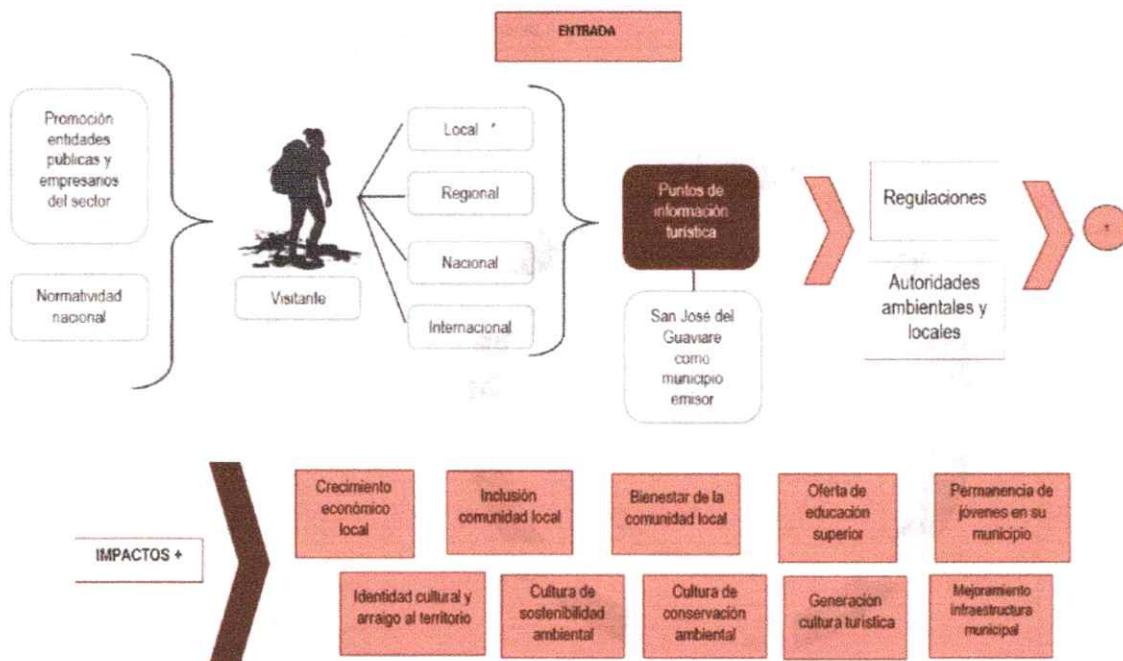 ENTRADA
Promoción
entidades
públicas y
empresarios
del sector
Normatividad
nacional
Visitante
Local
Regional
Nacional
Internacional
Puntos de
información
turística
San José del
Guaviare
como
municipio
emisor
Regulaciones
Autoridades
ambientales y
locales
IMPACTOS +
Crecimiento
económico
local
Inclusión
comunidad local
Bienestar de la
comunidad local
Oferta de
educación
superior
Permanencia de
jóvenes en su
municipio
Identidad cultural y
arraigo al territorio
Cultura de
sostenibilidad
ambiental
Cultura de
conservación
ambiental
Generación
cultura turística
Mejoramiento
infraestructura
municipal